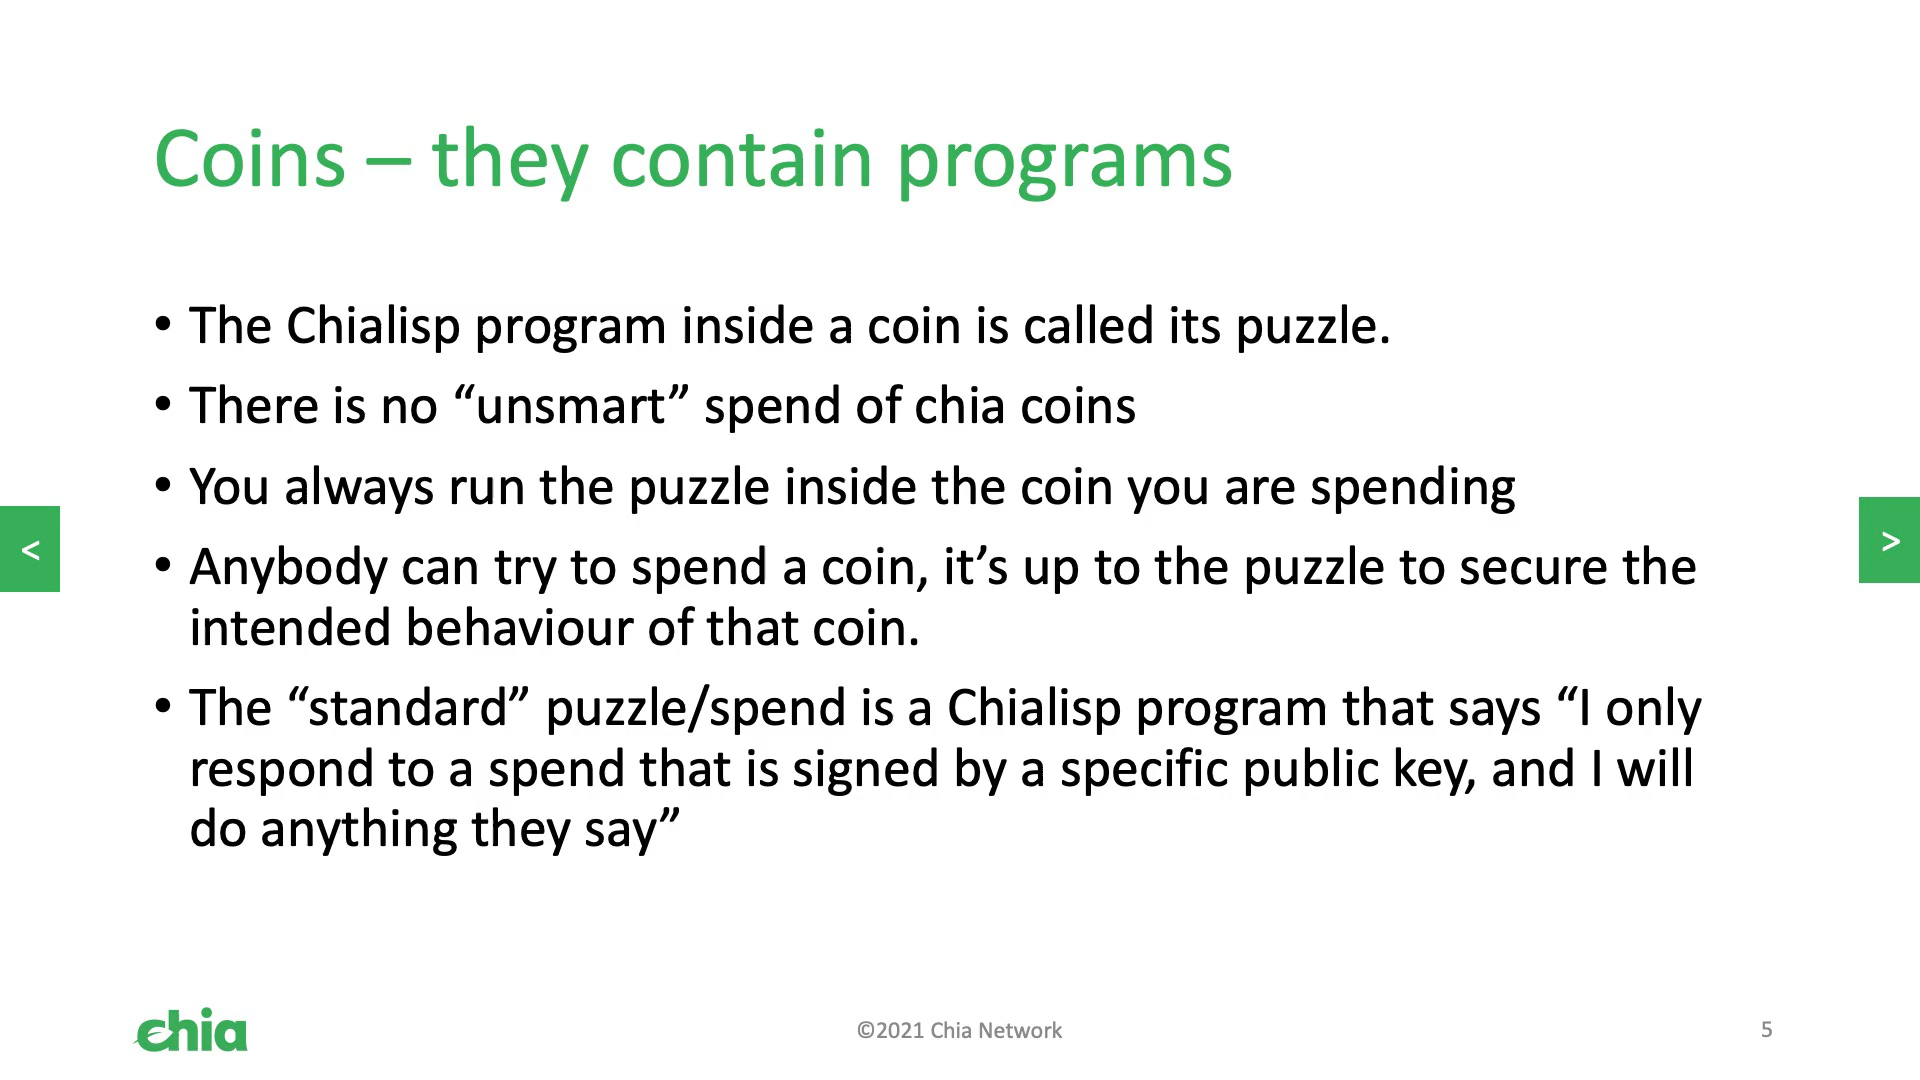 Coins – they contain programs
• The Chialisp program inside a coin is called its puzzle.
• There is no “unsmart” spend of chia coins
• You always run the puzzle inside the coin you are spending
• Anybody can try to spend a coin, it’s up to the puzzle to secure the
intended behaviour of that coin.
• The “standard” puzzle/spend is a Chialisp program that says “I only
respond to a spend that is signed by a specific public key, and I will
do anything they say”
<
>
chia
©2021 Chia Network
5